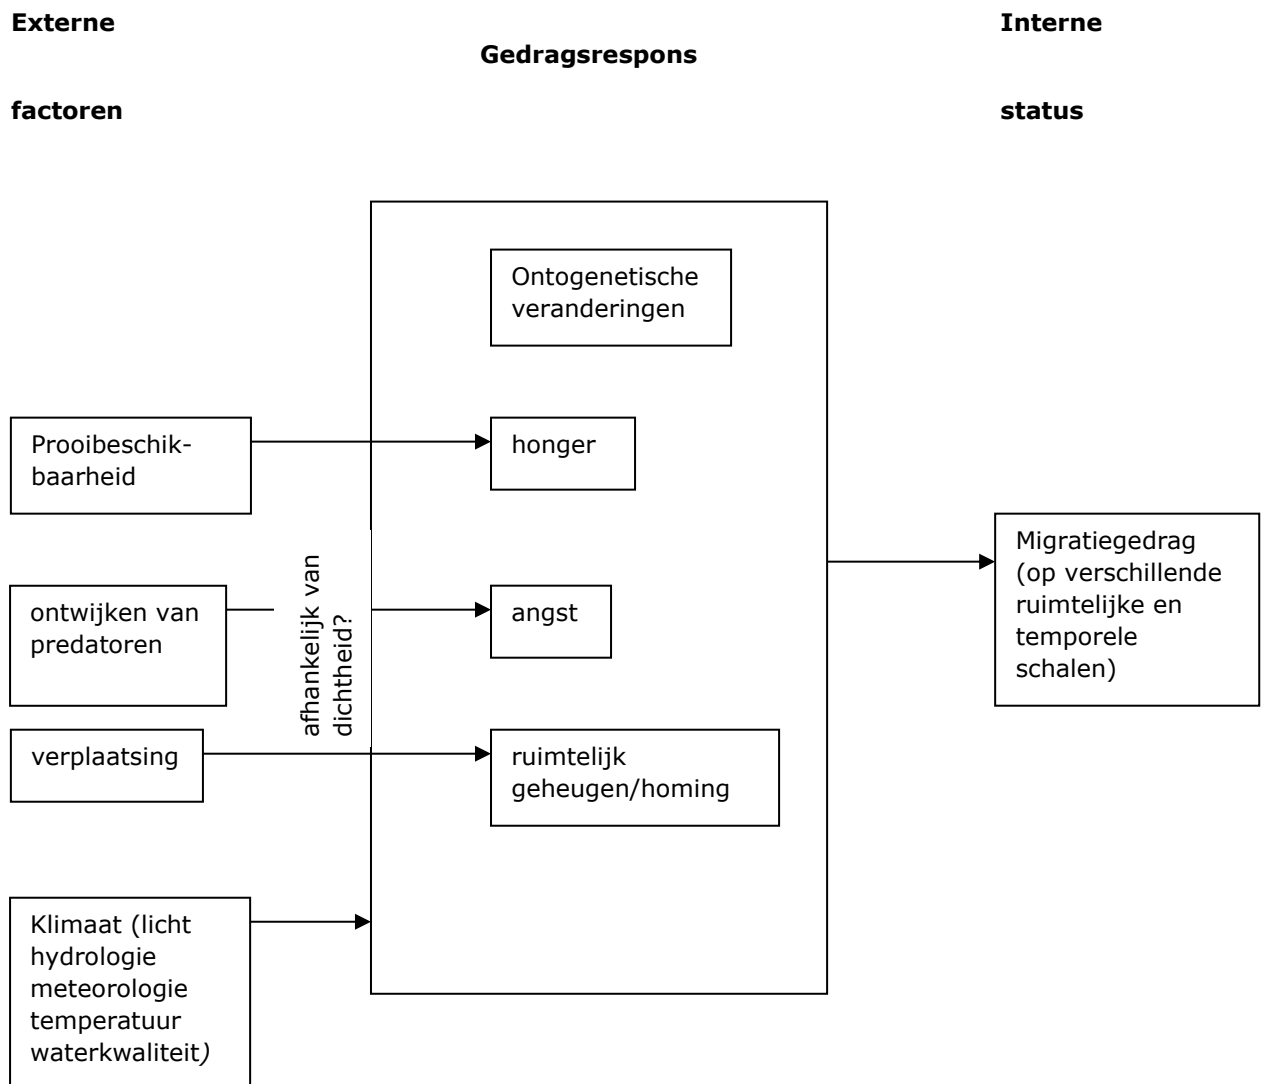 Externe
factoren
Gedragsrespons
Interne
status
Ontogenetische
veranderingen
Prooibeschik-
baarheid
honger
ontwijken van
predatoren
afhankelijk van
dichtheid?
angst
Migratiegedrag
(op verschillende
ruimtelijke en
temporele
schalen)
verplaatsing
ruimtelijk
geheugen/homing
Klimaat (licht
hydrologie
meteorologie
temperatuur
waterkwaliteit)